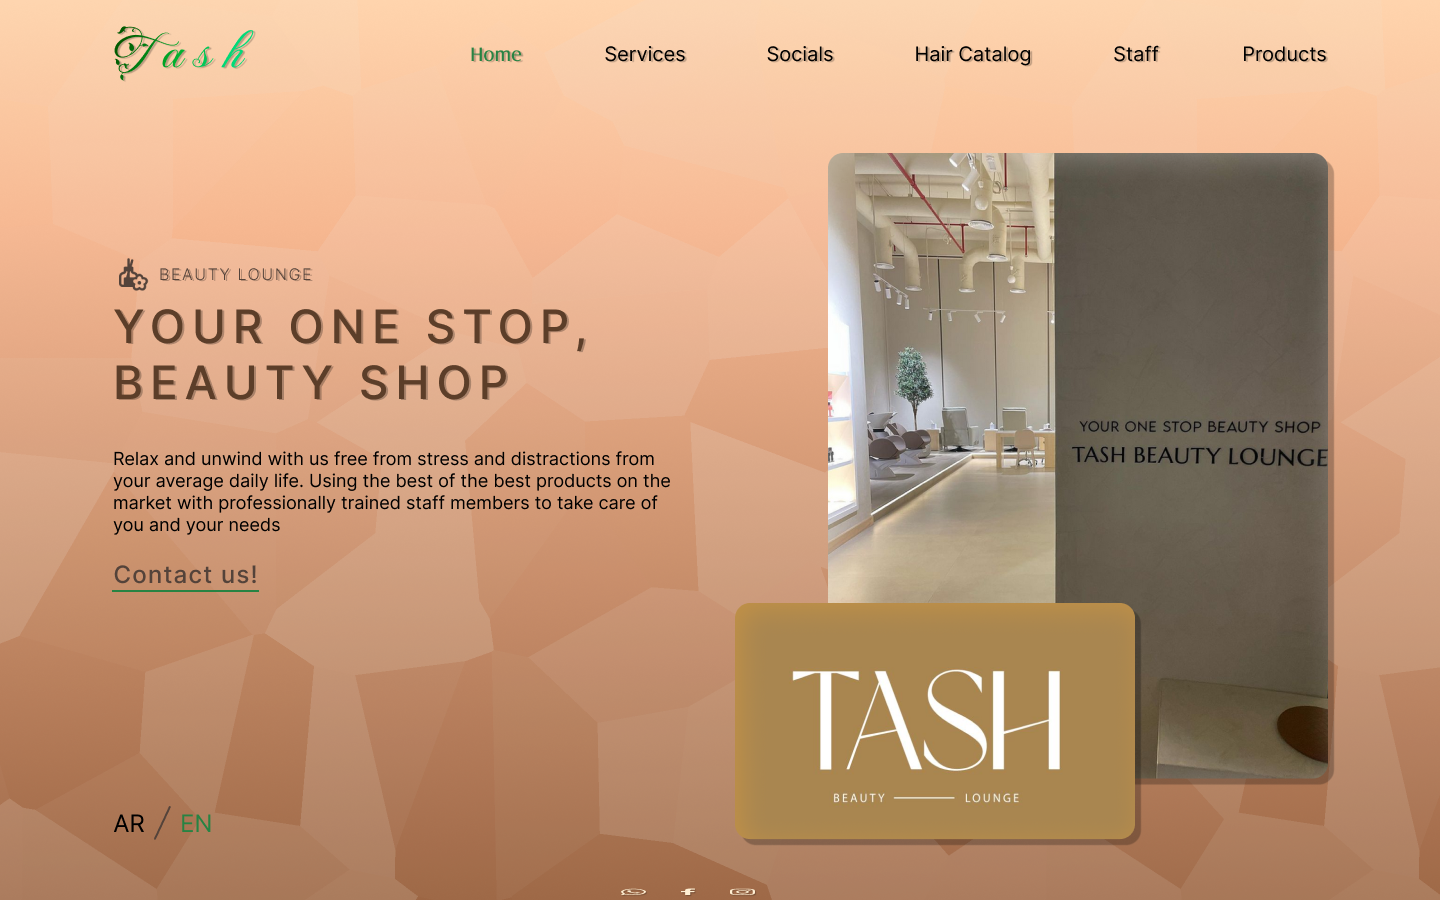 Tash
Home
Services
Socials
Hair Catalog
Staff
Products
BEAUTY LOUNGE
YOUR ONE STOP,
BEAUTY SHOP
Relax and unwind with us free from stress and distractions from
your average daily life. Using the best of the best products on the
market with professionally trained staff members to take care of
you and your needs
Contact us!
AR / EN
YOUR ONE STOP BEAUTY SHOP
TASH BEAUTY LOUNGE
TASH
BEAUTY LOUNGE